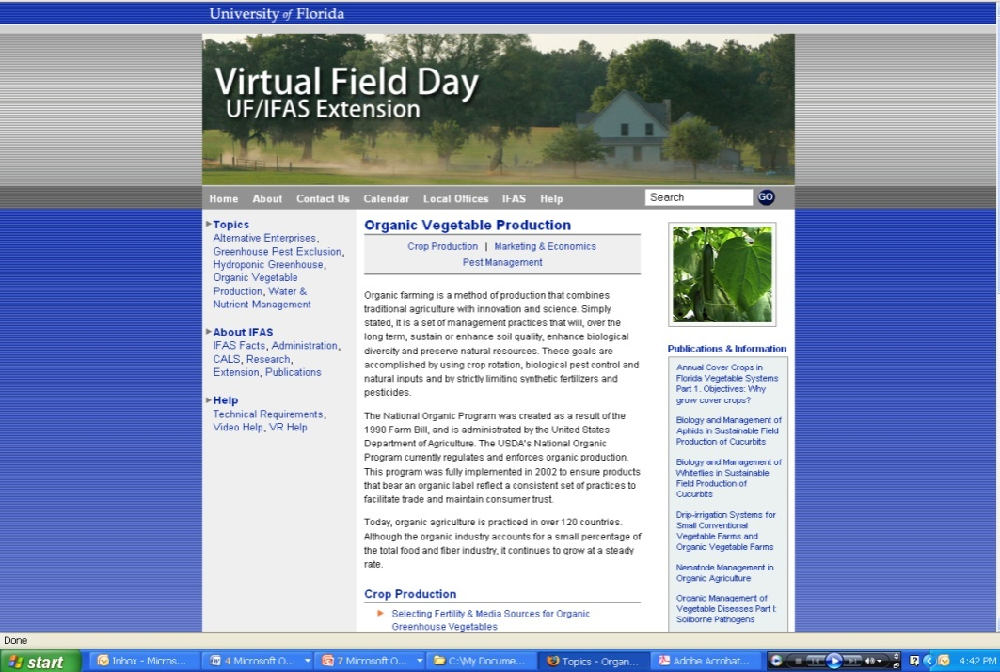 University of Florida
Virtual Field Day
UF/IFAS Extension
Home About Contact Us Calendar Local Offices IFAS Help Search GO
Topics
Alternative Enterprises,
Greenhouse Pest Exclusion,
Hydroponic Greenhouse,
Organic Vegetable
Production, Water &
Nutrient Management
About IFAS
IFAS Facts, Administration,
CALS, Research,
Extension, Publications
Help
Technical Requirements,
Video Help, VR Help
Organic Vegetable Production
Crop Production | Marketing & Economics
Pest Management
Organic farming is a method of production that combines
traditional agriculture with innovation and science. Simply
stated, it is a set of management practices that will, over the
long term, sustain or enhance soil quality, enhance biological
diversity and preserve natural resources. These goals are
accomplished by using crop rotation, biological pest control and
natural inputs and by strictly limiting synthetic fertilizers and
pesticides.
The National Organic Program was created as a result of the
1990 Farm Bill, and is administrated by the United States
Department of Agriculture. The USDA's National Organic
Program currently regulates and enforces organic production.
This program was fully implemented in 2002 to ensure products
that bear an organic label reflect a consistent set of practices to
facilitate trade and maintain consumer trust.
Today, organic agriculture is practiced in over 120 countries.
Although the organic industry accounts for a small percentage of
the total food and fiber industry, it continues to grow at a steady
rate.
Crop Production
Selecting Fertility & Media Sources for Organic
Greenhouse Vegetables
Publications & Information
Annual Cover Crops in
Florida Vegetable Systems
Part 1. Objectives: Why
grow cover crops?
Biology and Management of
Aphids in Sustainable Field
Production of Cucurbits
Biology and Management of
Whiteflies in Sustainable
Field Production of
Cucurbits
Drip-irrigation Systems for
Small Conventional
Vegetable Farms and
Organic Vegetable Farms
Nematode Management in
Organic Agriculture
Organic Management of
Vegetable Diseases Part I:
Soilborne Pathogens
Done
start Inbox - Micros... 4 Microsoft O... 7 Microsoft O... C:\My Docume... Topics - Organ... Adobe Acrobat... 4:42 PM